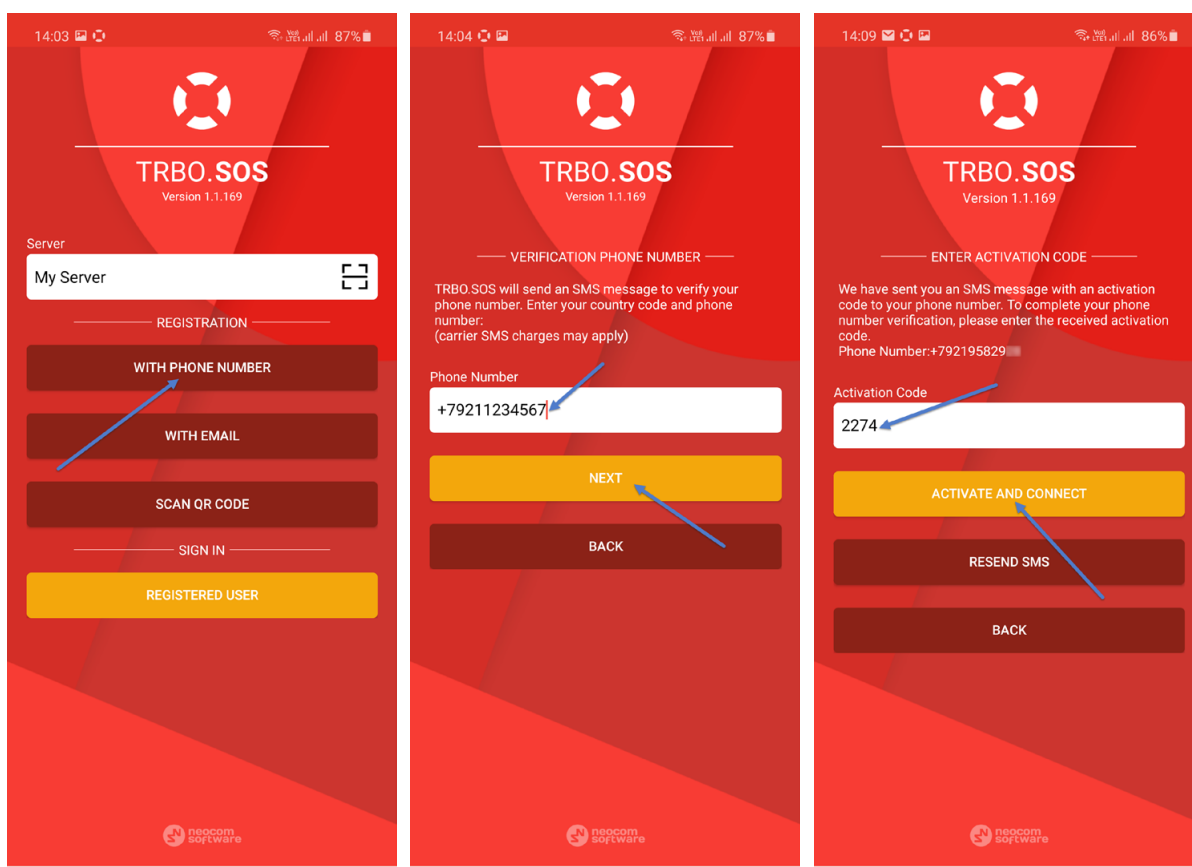 14:03
87%
TRBO.SOS
Version 1.1.169
Server
My Server
REGISTRATION
WITH PHONE NUMBER
WITH EMAIL
SCAN QR CODE
SIGN IN
REGISTERED USER
neocom
software
14:04
87%
TRBO.SOS
Version 1.1.169
VERIFICATION PHONE NUMBER
TRBO.SOS will send an SMS message to verify your
phone number. Enter your country code and phone
number:
(carrier SMS charges may apply)
Phone Number
+79211234567
NEXT
BACK
neocom
software
14:09
86%
TRBO.SOS
Version 1.1.169
ENTER ACTIVATION CODE
We have sent you an SMS message with an activation
code to your phone number. To complete your phone
number verification, please enter the received activation
code.
Phone Number:+792195829
Activation Code
2274
ACTIVATE AND CONNECT
RESEND SMS
BACK
neocom
software